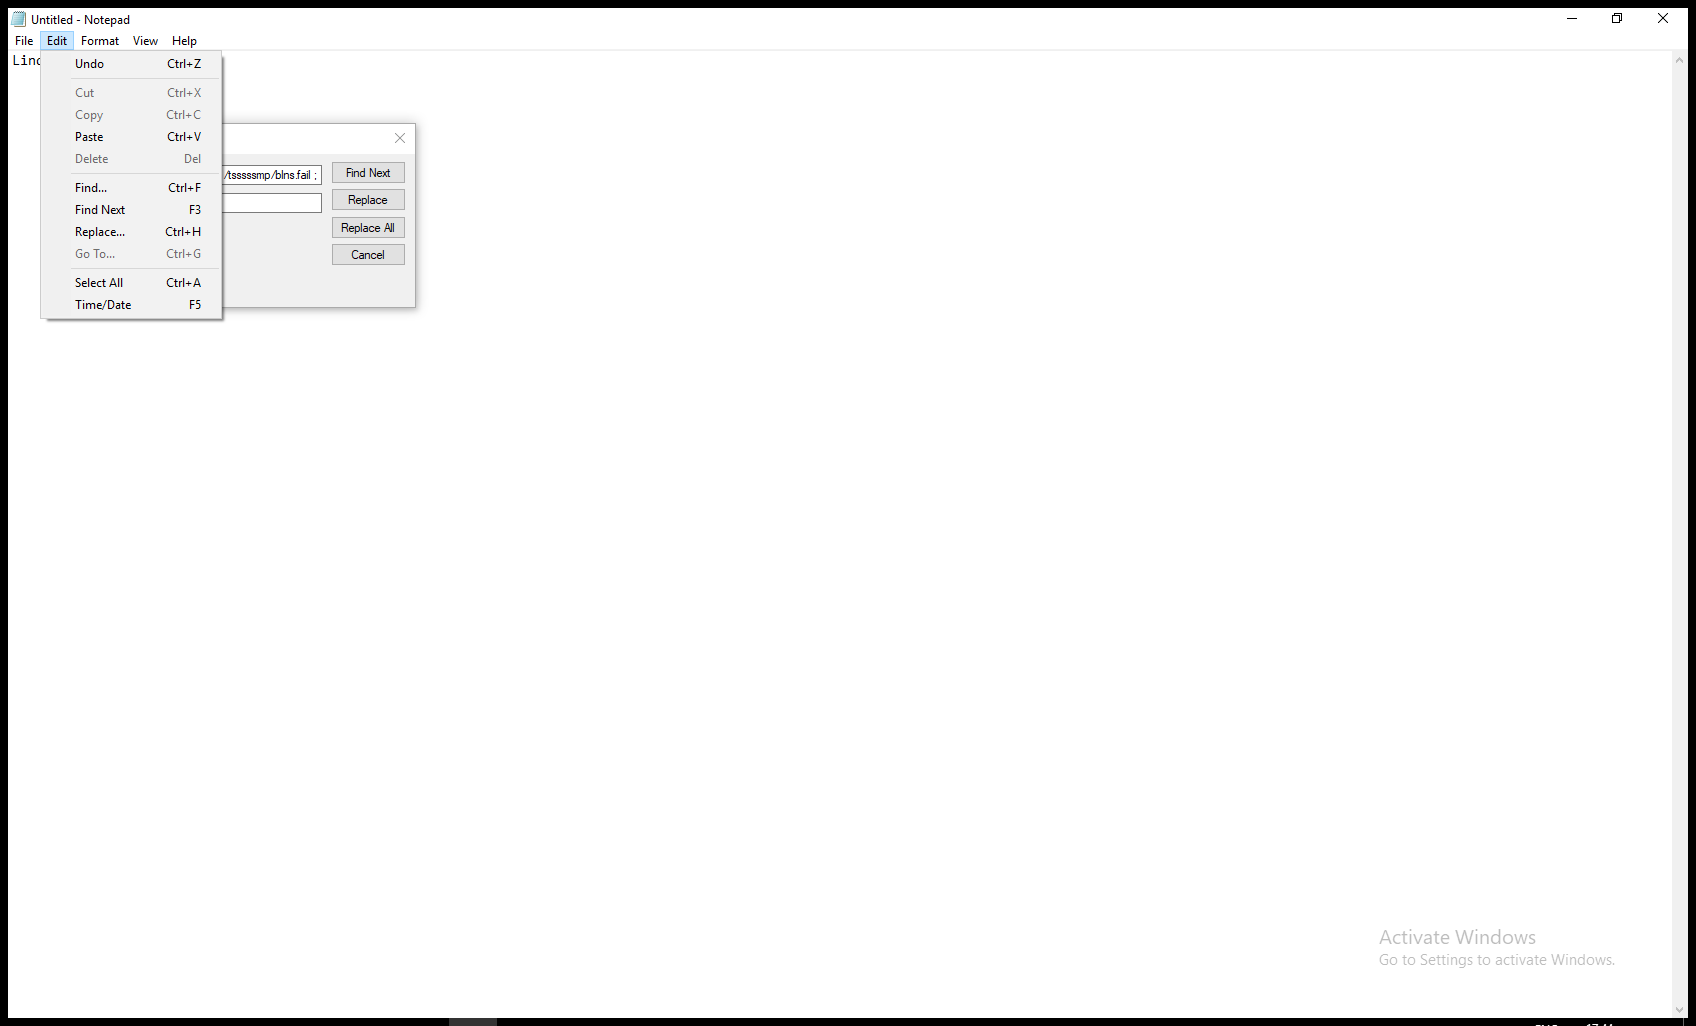 Untitled - Notepad
File Edit Format View Help
Undo Ctrl+Z
Cut Ctrl+X
Copy Ctrl+C
Paste Ctrl+V
Delete Del
Find... Ctrl+F
Find Next F3
Replace... Ctrl+H
Go To... Ctrl+G
Select All Ctrl+A
Time/Date F5
/tsssssmp/blns.fail ;
Find Next
Replace
Replace All
Cancel
Activate Windows
Go to Settings to activate Windows.